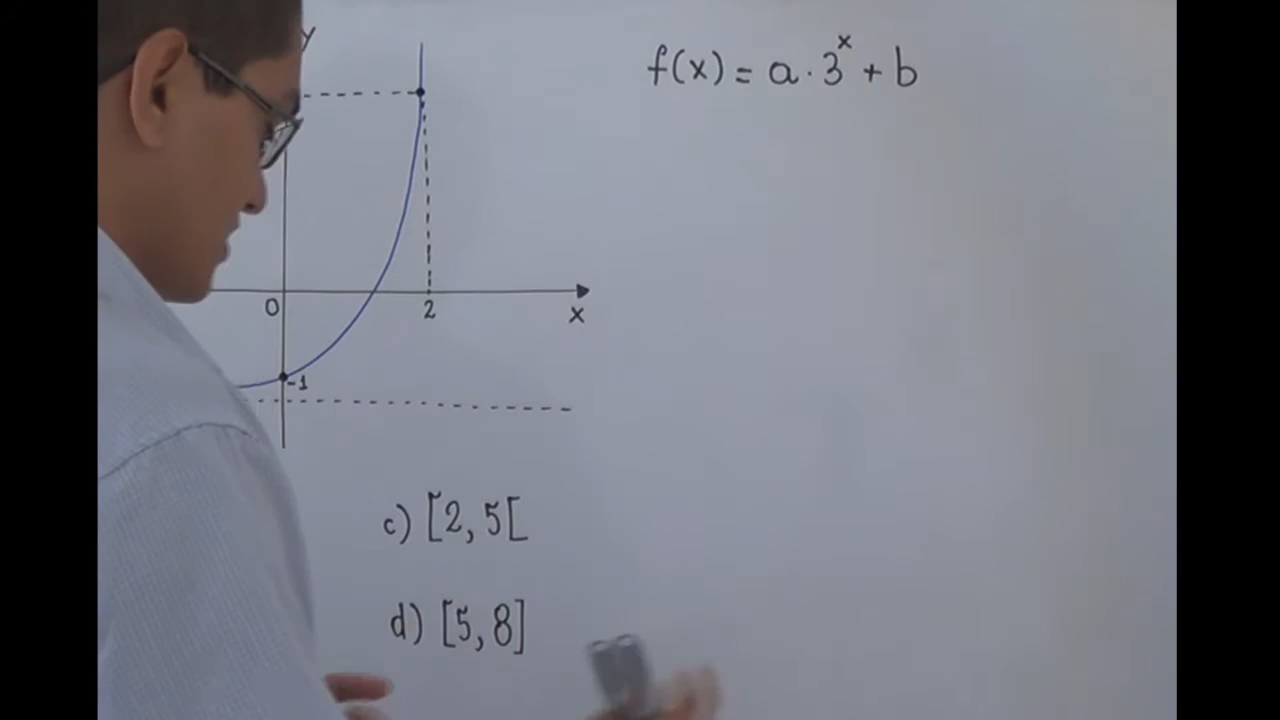 y
f(x) = a · 3ˣ + b
0
2
x
-1
c) [2, 5[
d) [5, 8]